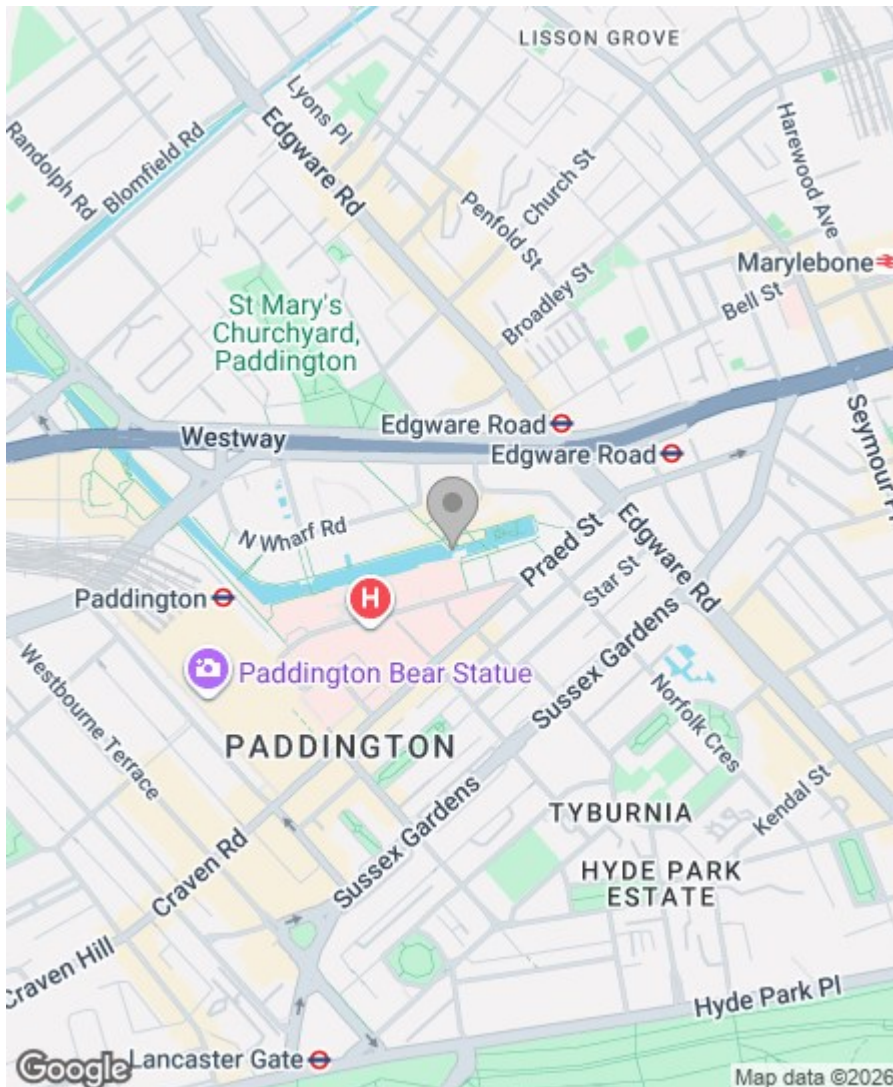 LISSON GROVE
Lyons Pl
Edgware Rd
Randolph Rd
Blomfield Rd
Church St
Penfold St
Harewood Ave
Marylebone
Broadley St
Bell St
St Mary's
Churchyard,
Paddington
Edgware Road
Westway
Edgware Road
Seymour P
N Wharf Rd
Praed St
Edgware Rd
Star St
Paddington
H
Paddington Bear Statue
Sussex Gardens
Norfolk Cres
Westbourne Terrace
PADDINGTON
Kendal St
TYBURNIA
Sussex Gardens
HYDE PARK
ESTATE
Craven Rd
Craven Hill
Hyde Park Pl
Google
Lancaster Gate
Map data ©2026